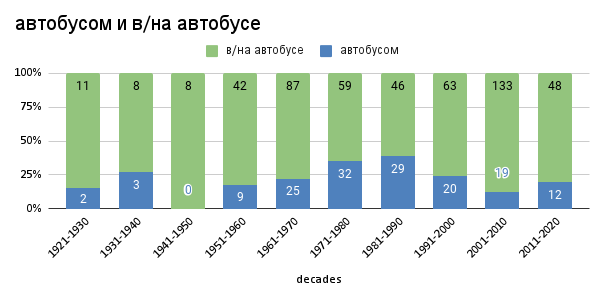 автобусом и в/на автобусе
в/на автобусе автобусом
100% 11 8 8 42 87 59 46 63 133 48
75%
50%
25% 2 3 0 9 25 32 29 20 19 12
0%
1921-1930 1931-1940 1941-1950 1951-1960 1961-1970 1971-1980 1981-1990 1991-2000 2001-2010 2011-2020
decades